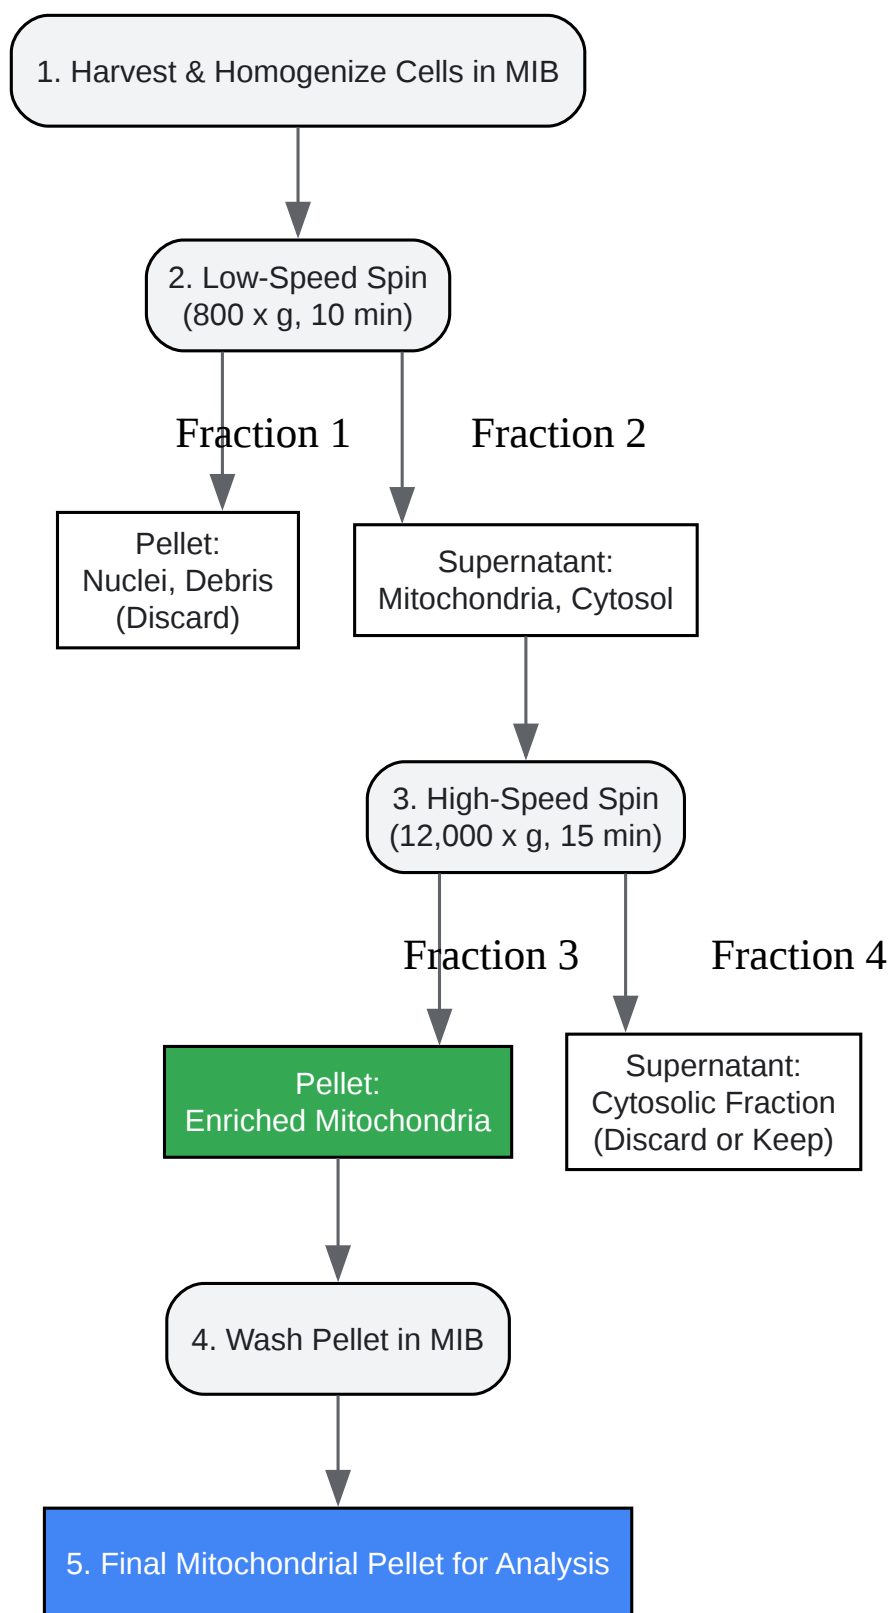 1. Harvest & Homogenize Cells in MIB
2. Low-Speed Spin
(800 x g, 10 min)
Fraction 1
Fraction 2
Pellet:
Nuclei, Debris
(Discard)
Supernatant:
Mitochondria, Cytosol
3. High-Speed Spin
(12,000 x g, 15 min)
Fraction 3
Fraction 4
Pellet:
Enriched Mitochondria
Supernatant:
Cytosolic Fraction
(Discard or Keep)
4. Wash Pellet in MIB
5. Final Mitochondrial Pellet for Analysis